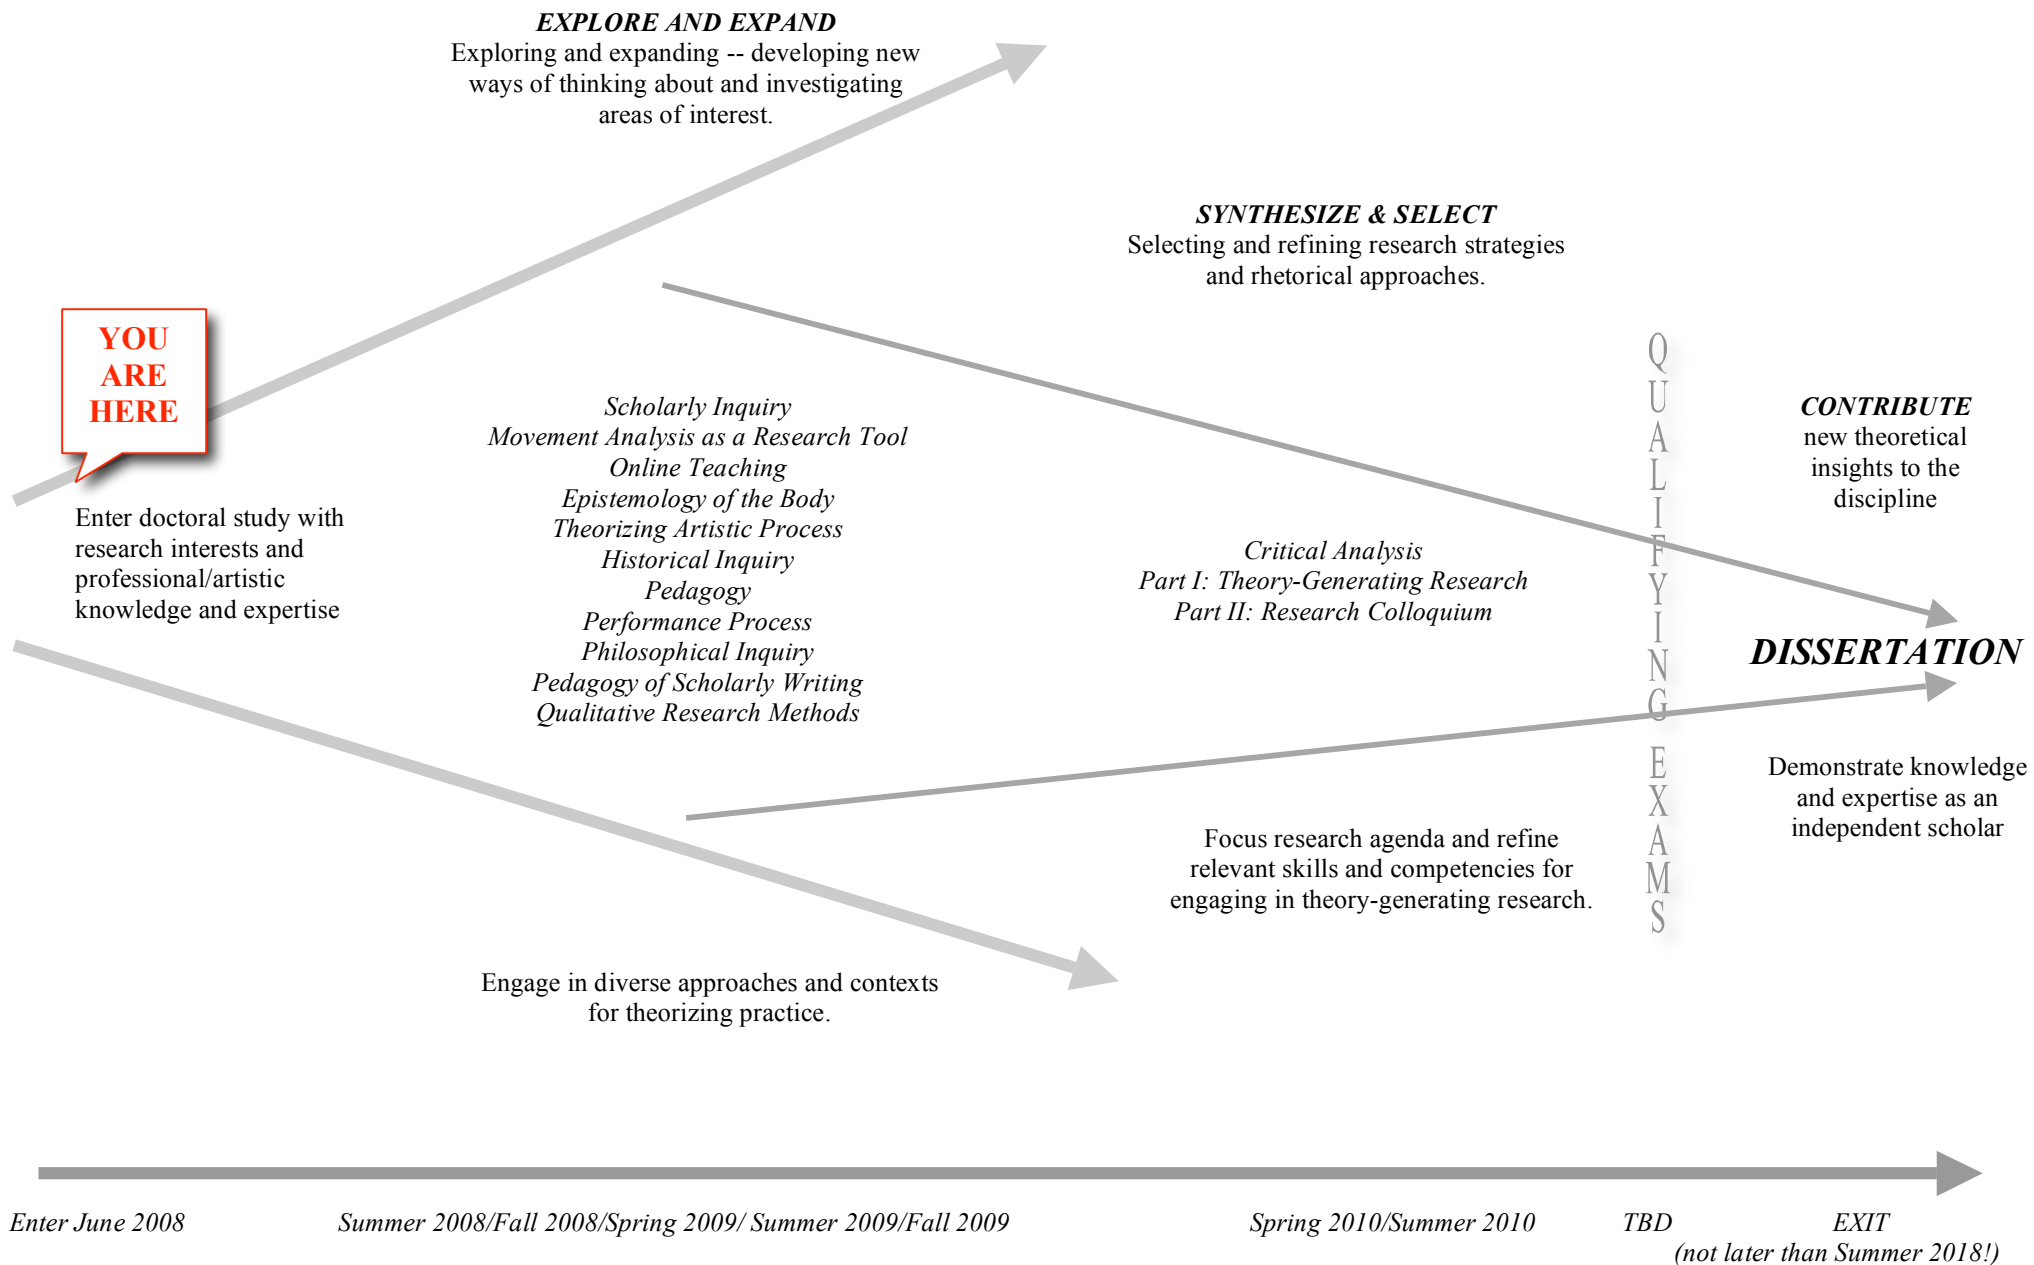 EXPLORE AND EXPAND
Exploring and expanding -- developing new
ways of thinking about and investigating
areas of interest.
SYNTHESIZE & SELECT
Selecting and refining research strategies
and rhetorical approaches.
YOU
ARE
HERE
Enter doctoral study with
research interests and
professional/artistic
knowledge and expertise
Scholarly Inquiry
Movement Analysis as a Research Tool
Online Teaching
Epistemology of the Body
Theorizing Artistic Process
Historical Inquiry
Pedagogy
Performance Process
Philosophical Inquiry
Pedagogy of Scholarly Writing
Qualitative Research Methods
Critical Analysis
Part I: Theory-Generating Research
Part II: Research Colloquium
QUALIFYING EXAMS
CONTRIBUTE
new theoretical
insights to the
discipline
DISSERTATION
Demonstrate knowledge
and expertise as an
independent scholar
Focus research agenda and refine
relevant skills and competencies for
engaging in theory-generating research.
Engage in diverse approaches and contexts
for theorizing practice.
Enter June 2008
Summer 2008/Fall 2008/Spring 2009/ Summer 2009/Fall 2009
Spring 2010/Summer 2010
TBD
EXIT
(not later than Summer 2018!)